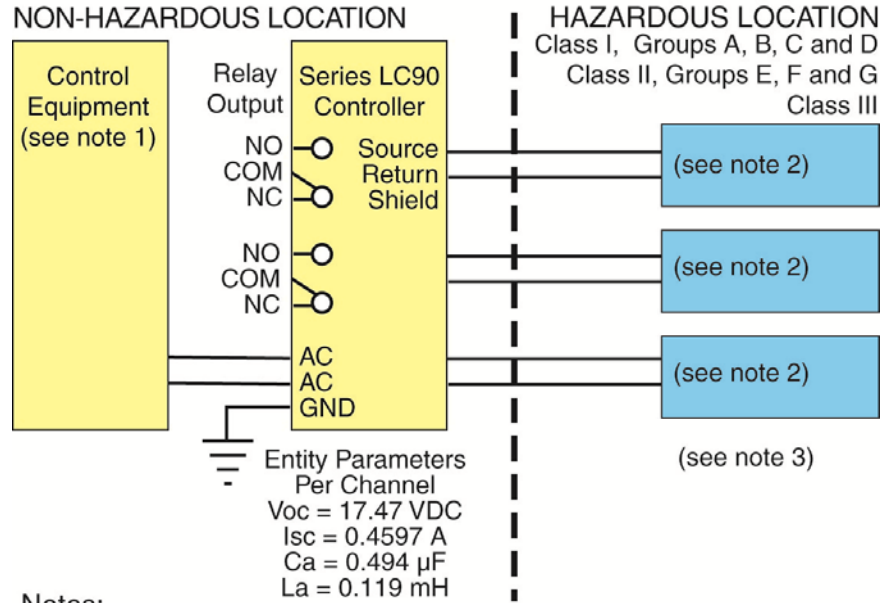 NON-HAZARDOUS LOCATION
HAZARDOUS LOCATION
Class I, Groups A, B, C and D
Class II, Groups E, F and G
Class III
Control
Equipment
(see note 1)
Relay
Output
Series LC90
Controller
NO
COM
NC
Source
Return
Shield
NO
COM
NC
AC
AC
GND
(see note 2)
(see note 2)
(see note 2)
(see note 3)
Entity Parameters
Per Channel
Voc = 17.47 VDC
Isc = 0.4597 A
Ca = 0.494 µF
La = 0.119 mH
Notes: